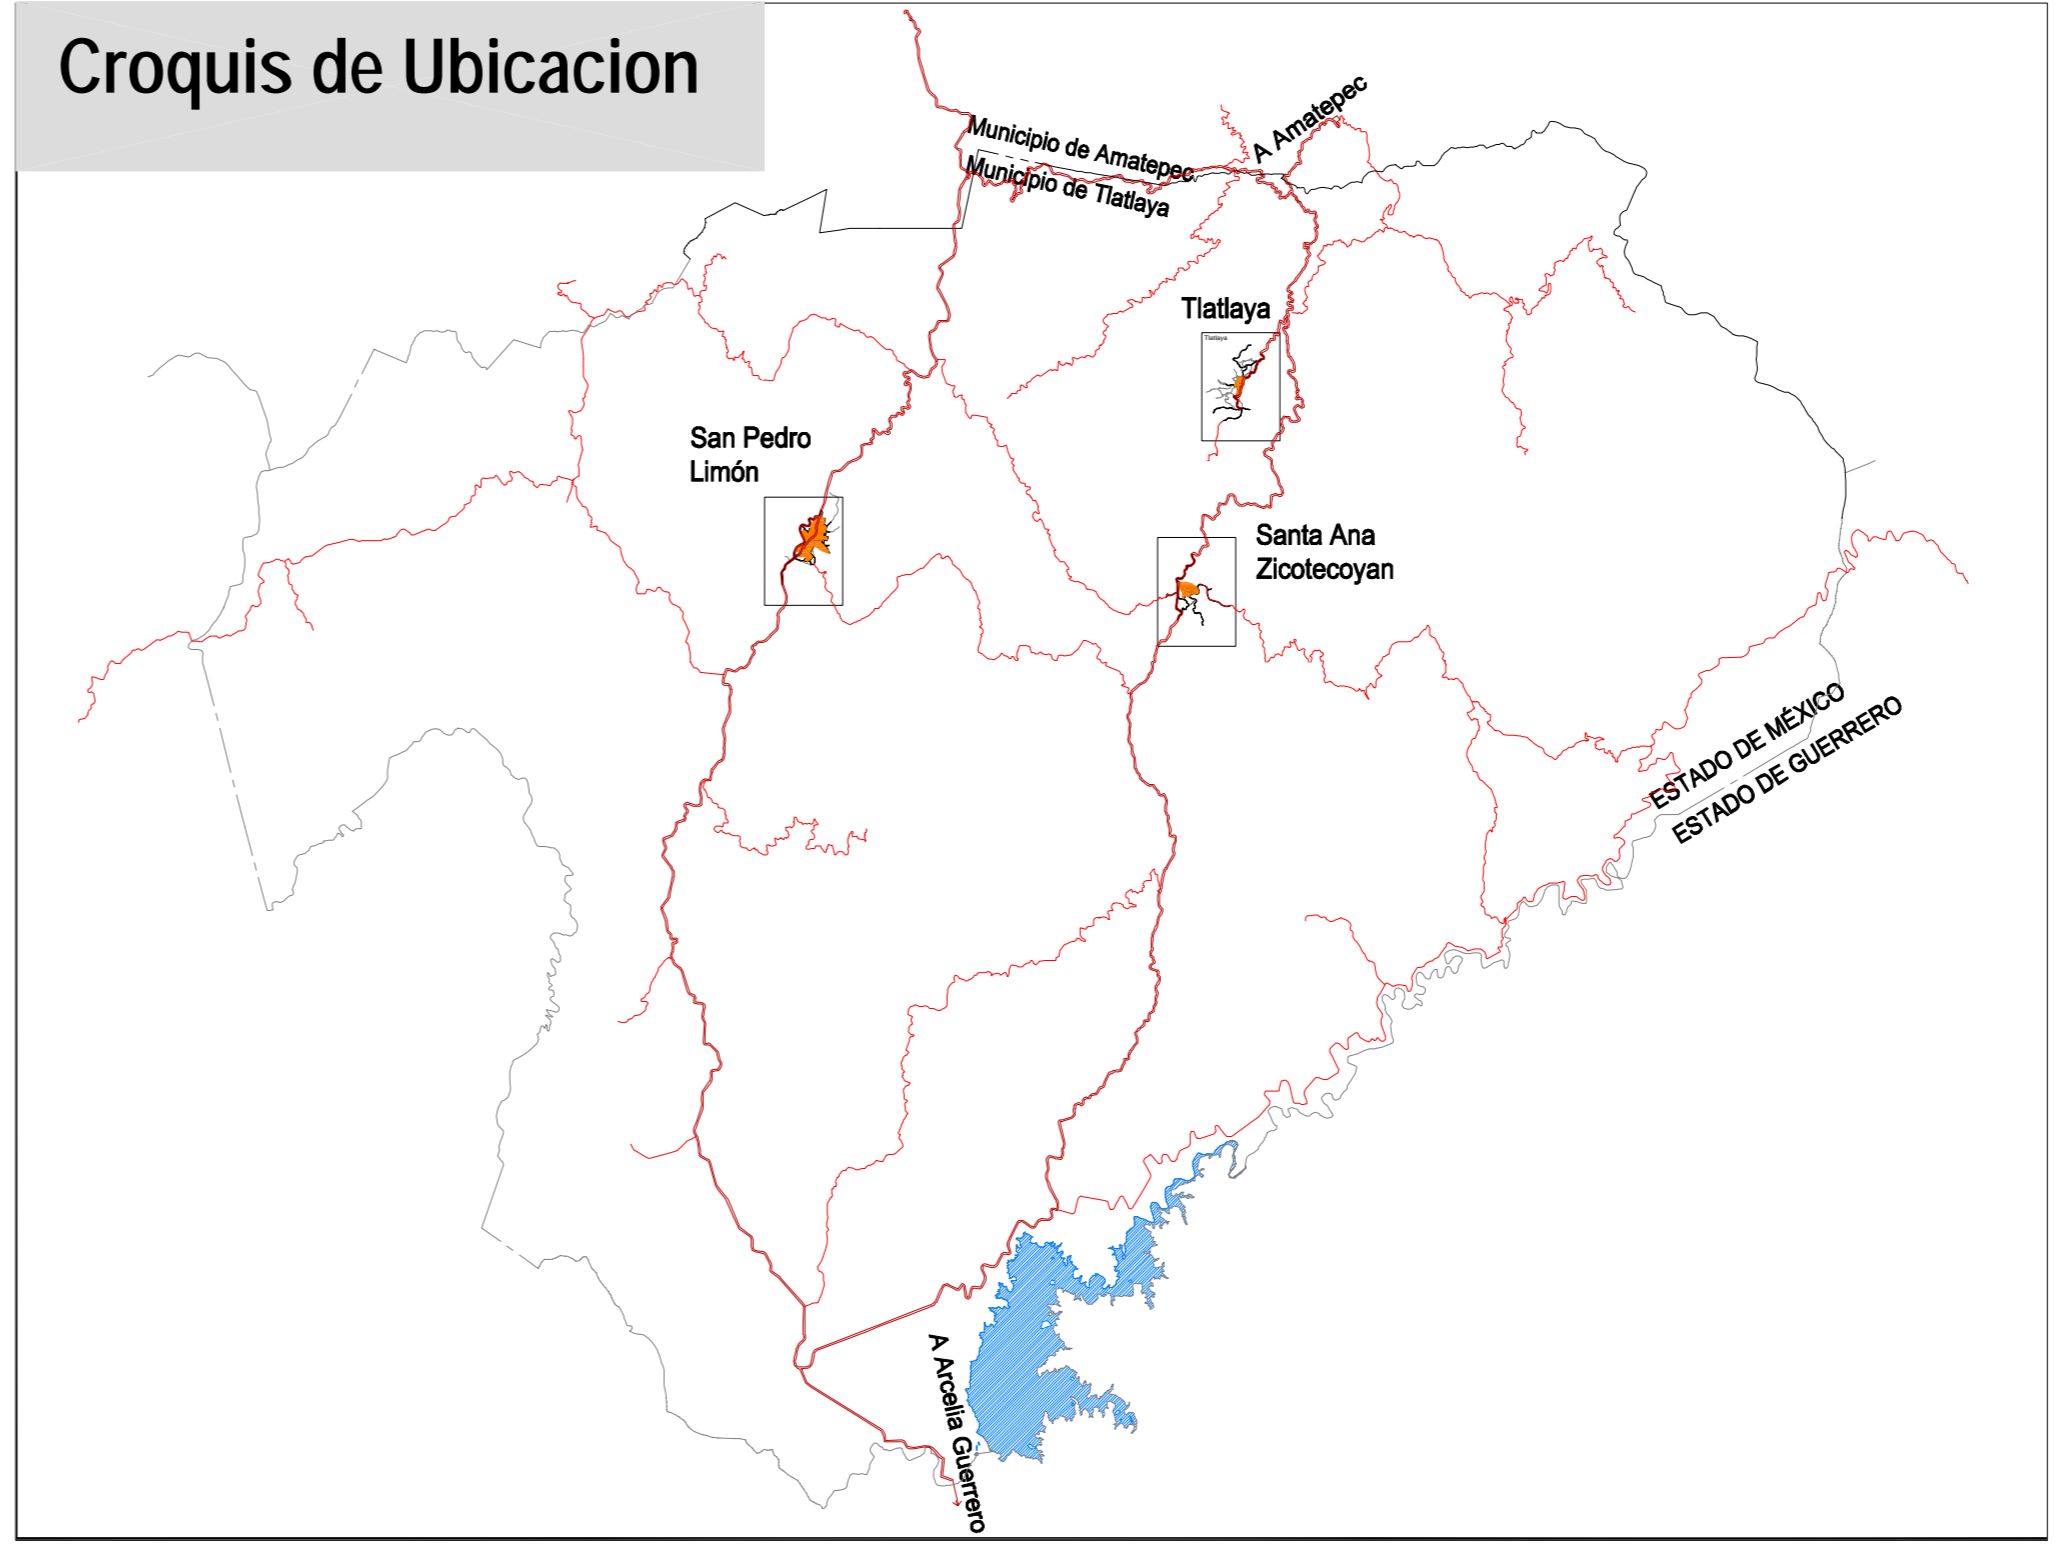 Croquis de Ubicacion
A Amatepec
Municipio de Amatepec
Municipio de Tlatlaya
Tlatlaya
Tlatlaya
San Pedro
Limón
Santa Ana
Zicotecoyan
ESTADO DE MÉXICO
ESTADO DE GUERRERO
A Arcelia Guerrero